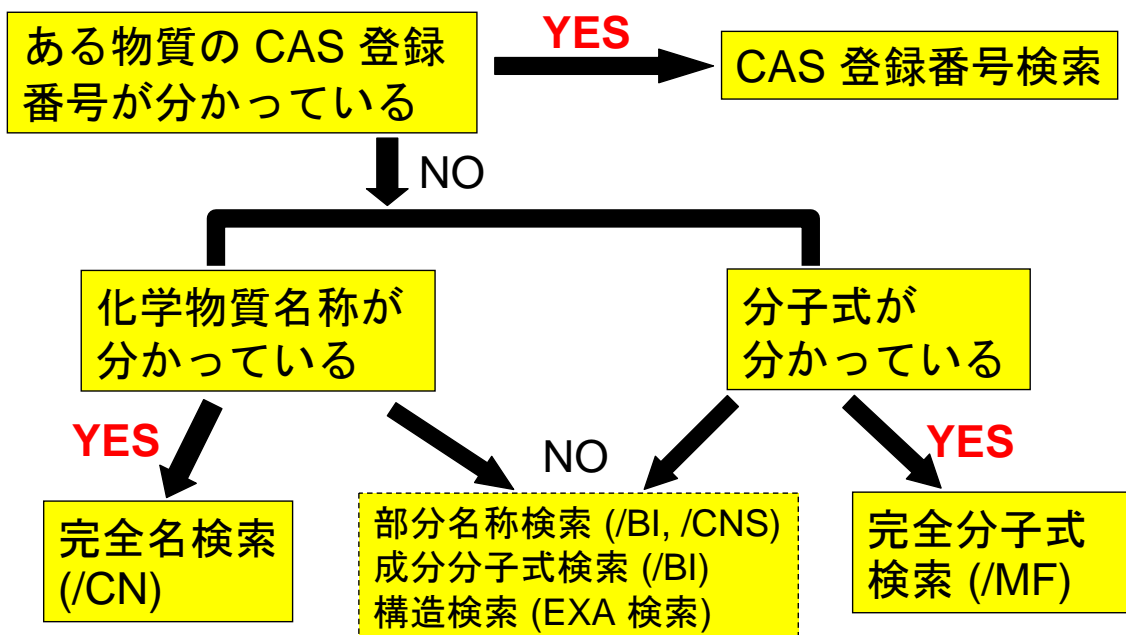 ある物質の CAS 登録
番号が分かっている
YES
CAS 登録番号検索
NO
化学物質名称が
分かっている
分子式が
分かっている
YES
NO
YES
完全名検索
(/CN)
部分名称検索 (/BI, /CNS)
成分分子式検索 (/BI)
構造検索 (EXA 検索)
完全分子式
検索 (/MF)